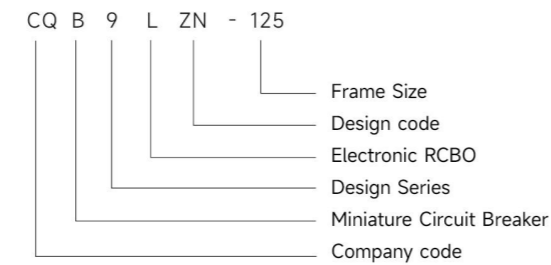 CQ B 9 L ZN - 125
Frame Size
Design code
Electronic RCBO
Design Series
Miniature Circuit Breaker
Company code